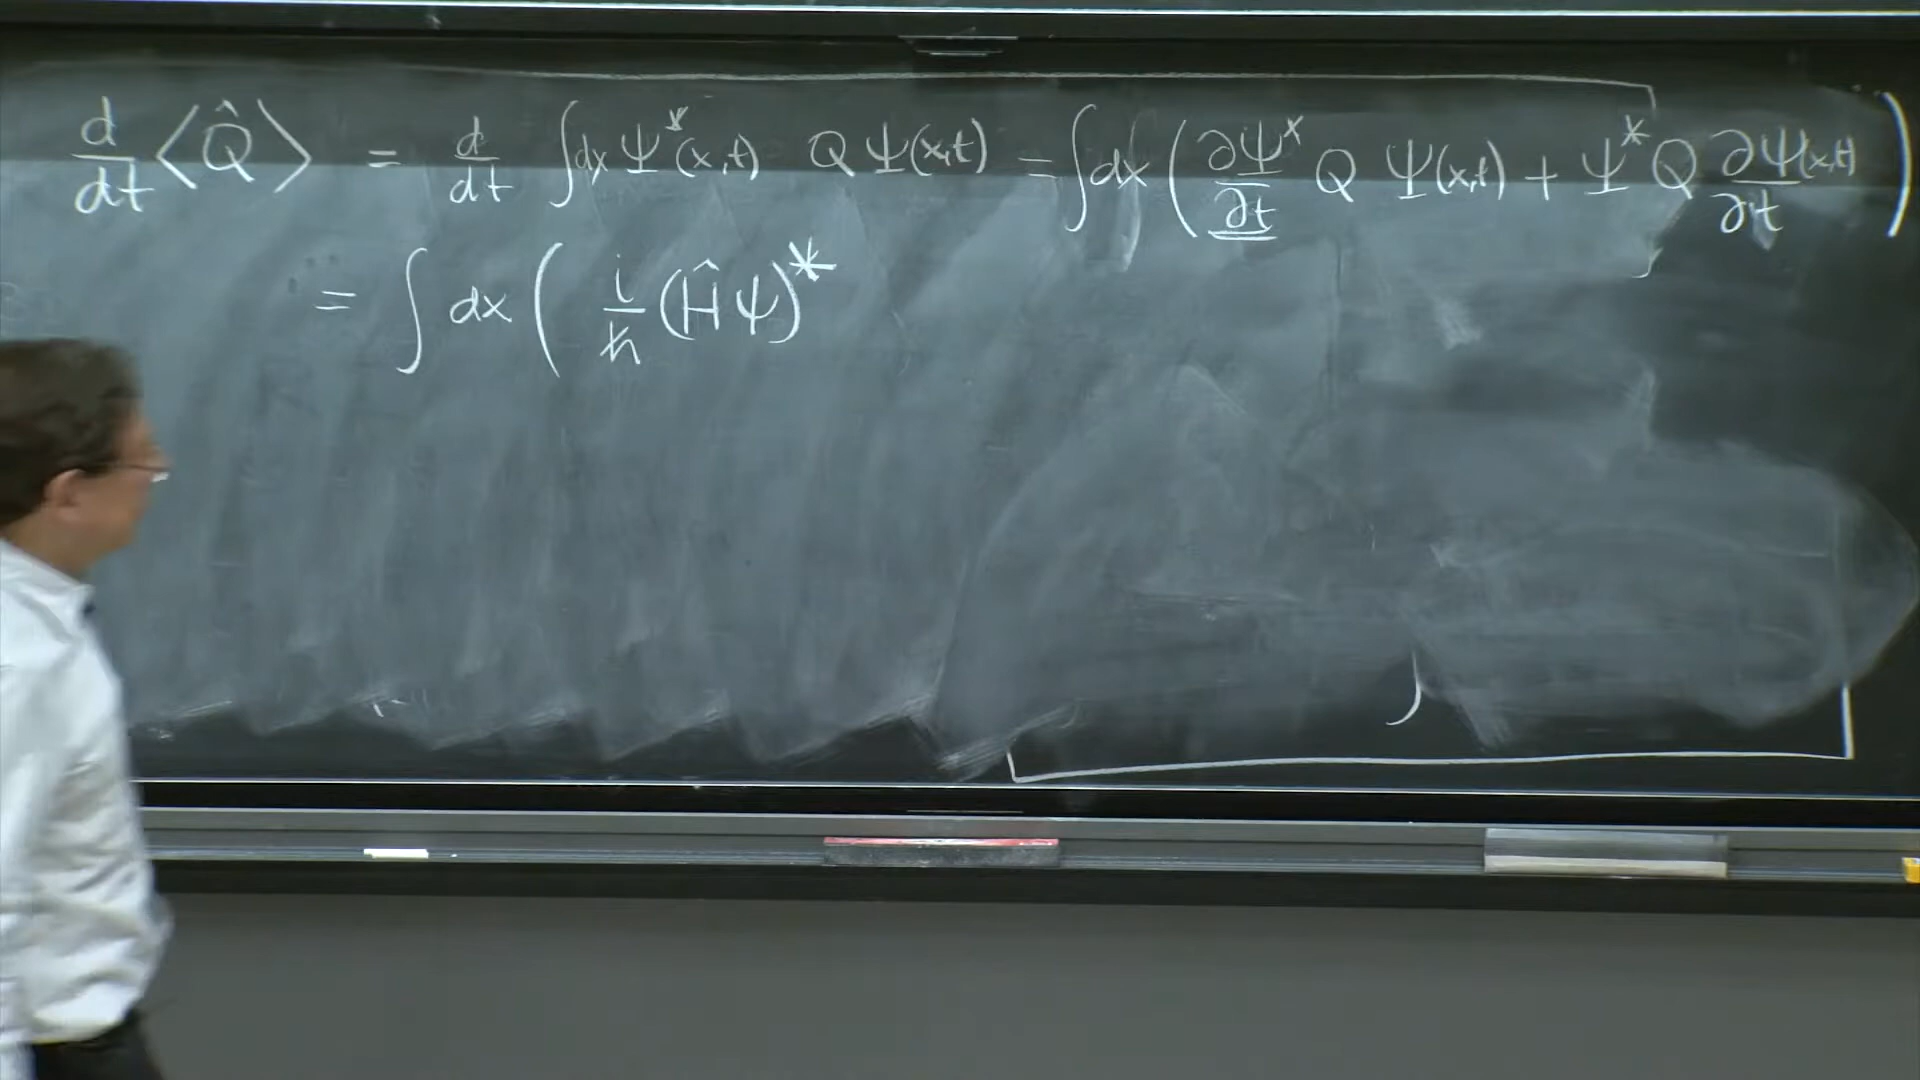 d/dt ⟨Q̂⟩ = d/dt ∫dx Ψ*(x,t) Q Ψ(x,t) = ∫dx ( ∂Ψ*/∂t Q Ψ(x,t) + Ψ* Q ∂Ψ(x,t)/∂t )
= ∫ dx ( i/ħ (ĤΨ)*